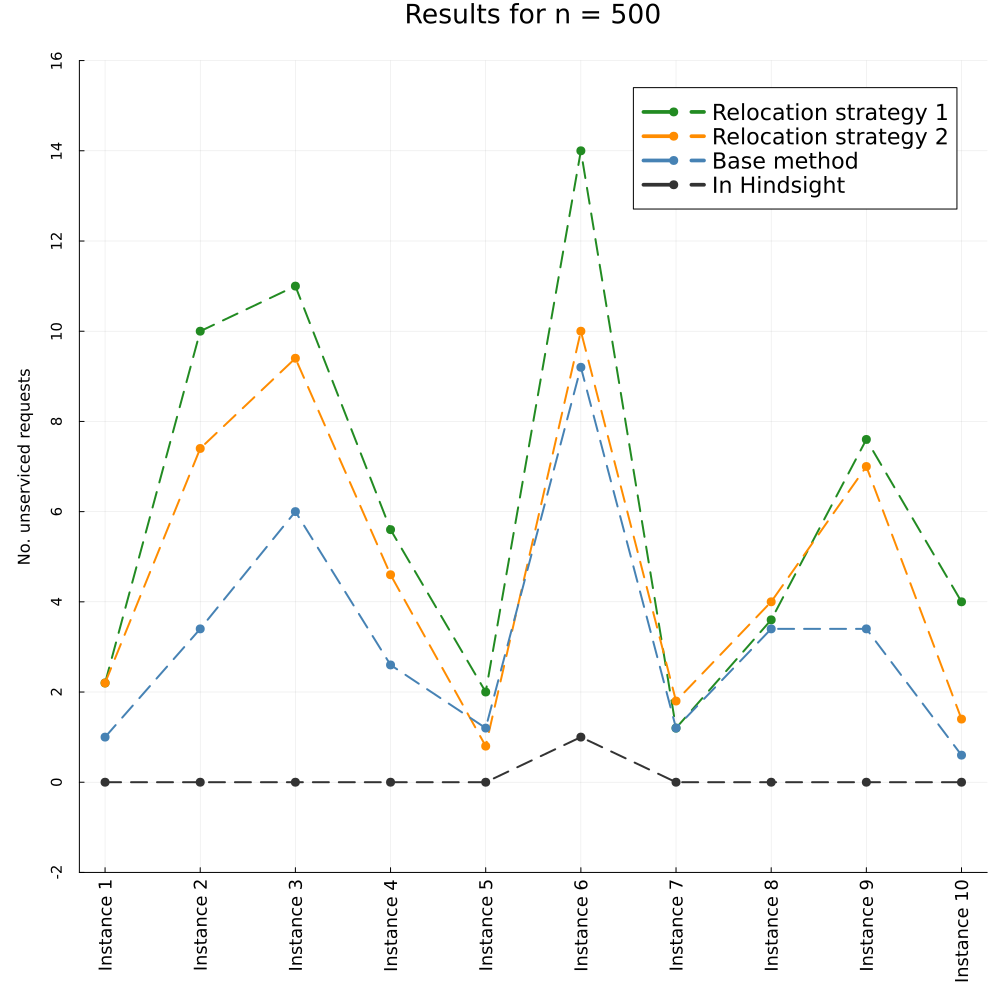 Results for n = 500
Relocation strategy 1
Relocation strategy 2
Base method
In Hindsight
No. unserviced requests
16
14
12
10
8
6
4
2
0
-2
Instance 1
Instance 2
Instance 3
Instance 4
Instance 5
Instance 6
Instance 7
Instance 8
Instance 9
Instance 10